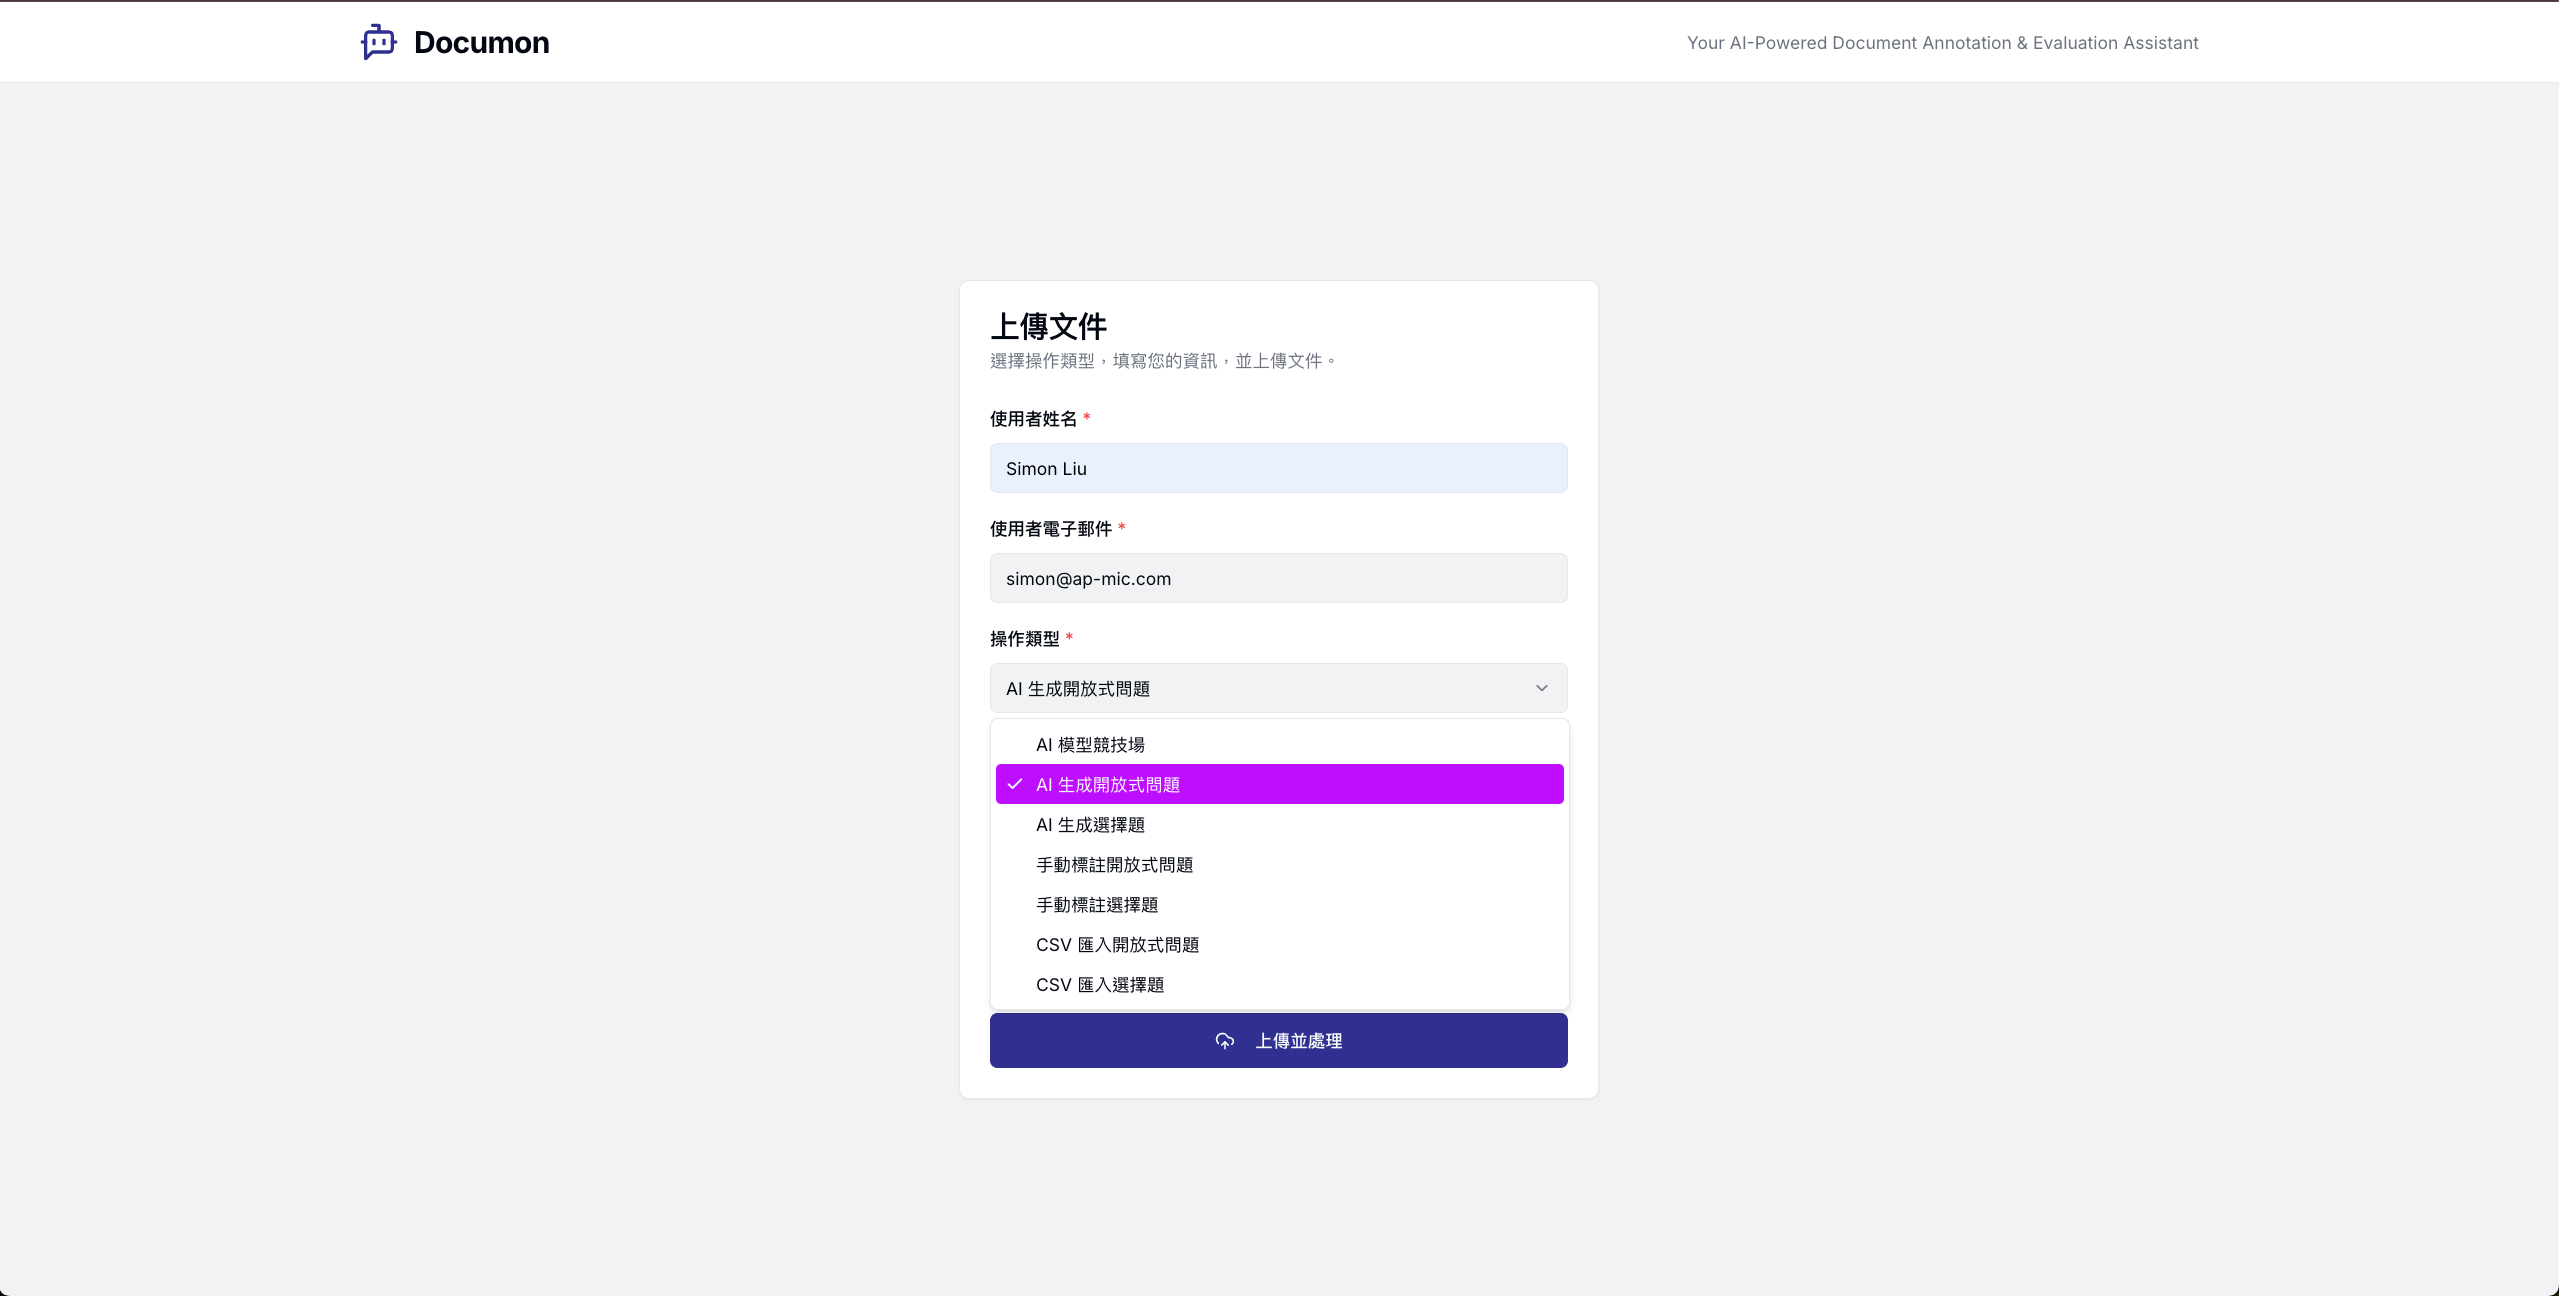 Documon
Your AI-Powered Document Annotation & Evaluation Assistant
上傳文件
選擇操作類型，填寫您的資訊，並上傳文件。
使用者姓名 *
Simon Liu
使用者電子郵件 *
simon@ap-mic.com
操作類型 *
AI 生成開放式問題
AI 模型競技場
AI 生成開放式問題
AI 生成選擇題
手動標註開放式問題
手動標註選擇題
CSV 匯入開放式問題
CSV 匯入選擇題
上傳並處理